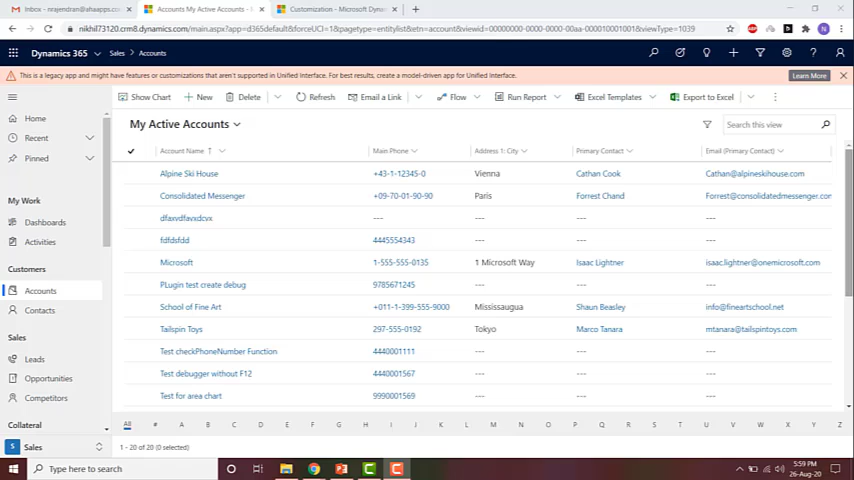 Inbox - nrajendran@ahaapps.co
Accounts My Active Accounts -
Customization - Microsoft Dynam
nikhil73120.crm8.dynamics.com/main.aspx?app=d365default&forceUCI=1&pagetype=entitylist&etn=account&viewid=00000000-0000-0000-00aa-000010001001&viewType=1039
Dynamics 365
Sales > Accounts
N
This is a legacy app and might have features or customizations that aren't supported in Unified Interface. For best results, create a model-driven app for Unified Interface.
Learn More
Show Chart
New
Delete
Refresh
Email a Link
Flow
Run Report
Excel Templates
Export to Excel
Home
Recent
Pinned
My Work
Dashboards
Activities
Customers
Accounts
Contacts
Sales
Leads
Opportunities
Competitors
Collateral
S Sales
My Active Accounts
Search this view
Account Name Main Phone Address 1: City Primary Contact Email (Primary Contact)
Alpine Ski House +43-1-12345-0 Vienna Cathan Cook Cathan@alpineskihouse.com
Consolidated Messenger +09-70-01-90-90 Paris Forrest Chand Forrest@consolidatedmessenger.con
dfaxvdfavxdcvx --- --- --- ---
fdfdsfdd 4445554343 --- --- ---
Microsoft 1-555-555-0135 1 Microsoft Way Isaac Lightner isaac.lightner@onemicrosoft.com
PLugin test create debug 9785671245 --- --- ---
School of Fine Art +011-1-399-555-9000 Mississaugua Shaun Beasley info@fineartschool.net
Tailspin Toys 297-555-0192 Tokyo Marco Tanara mtanara@tailspintoys.com
Test checkPhoneNumber Function 4440001111 --- --- ---
Test debugger without F12 4440001567 --- --- ---
Test for area chart 9990001569 --- --- ---
All # A B C D E F G H I J K L M N O P Q R S T U V W X Y Z
1 - 20 of 20 (0 selected)
Type here to search
5:59 PM
26-Aug-20